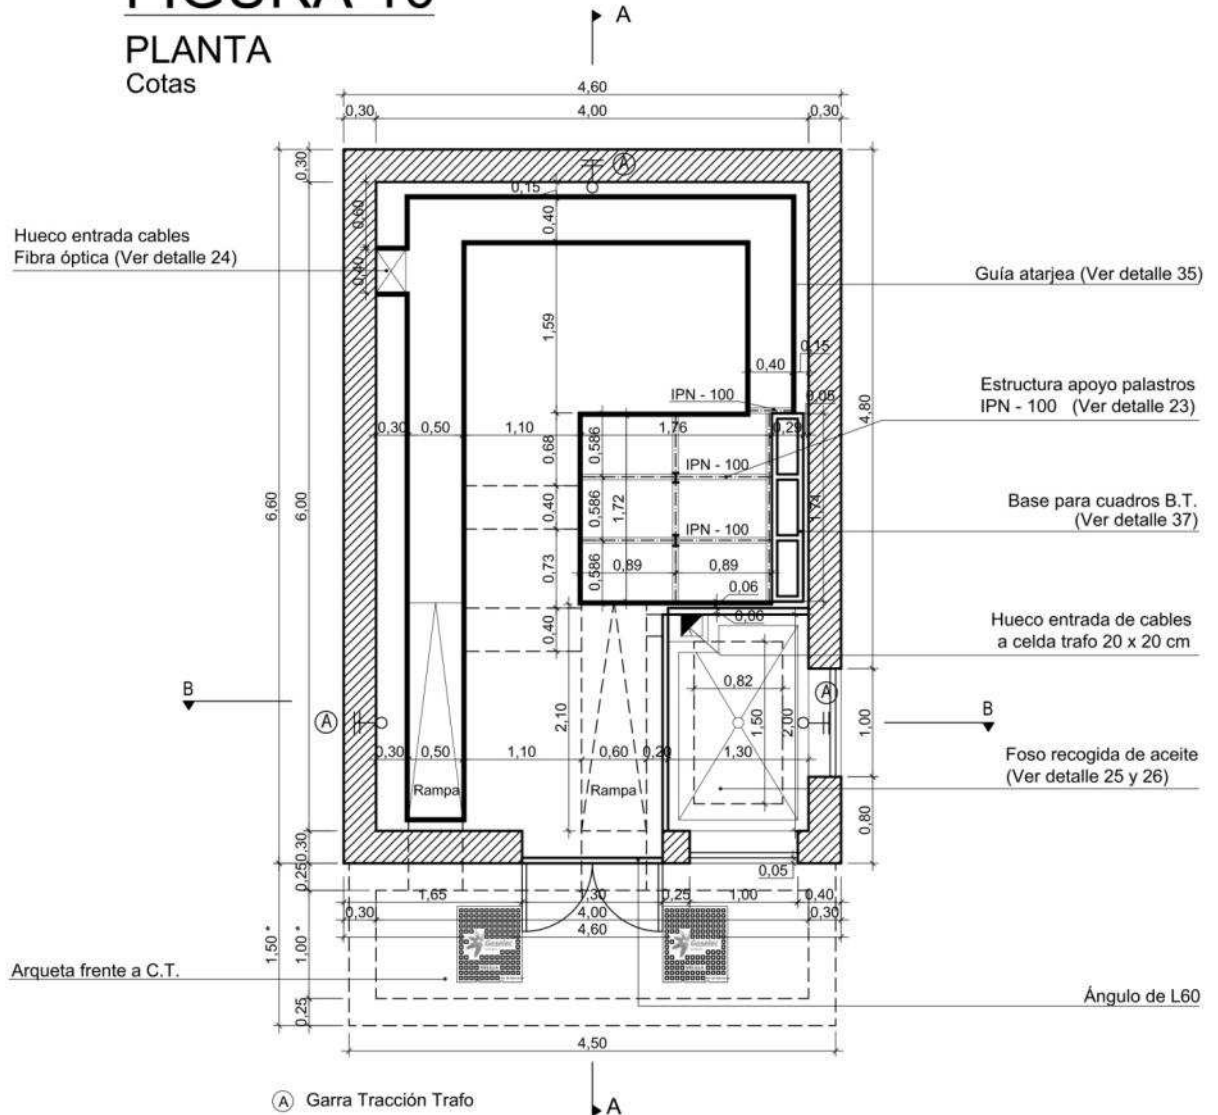 FIGURA 10
PLANTA
Cotas
A
4,60
0,30
4,00
0,30
0,30
A
0,15
0,60
0,40
Hueco entrada cables
Fibra óptica (Ver detalle 24)
0,40
Guía atarjea (Ver detalle 35)
1,59
0,15
0,40
IPN - 100
0,05
Estructura apoyo palastros
IPN - 100 (Ver detalle 23)
4,80
0,30
0,50
1,10
1,76
0,29
0,68
0,586
IPN - 100
6,60
6,00
0,40
0,586
1,72
1,74
Base para cuadros B.T.
(Ver detalle 37)
IPN - 100
0,73
0,586
0,89
0,89
0,06
0,06
0,40
Hueco entrada de cables
a celda trafo 20 x 20 cm
0,82
B
A
A
B
2,10
1,50
2,00
1,00
0,30
0,50
1,10
0,60
0,20
1,30
Foso recogida de aceite
(Ver detalle 25 y 26)
Rampa
Rampa
0,80
0,30
0,25
0,05
1,65
1,30
0,25
1,00
0,40
0,30
4,00
0,30
4,60
1,50 *
1,00 *
Gaselec
Arqueta frente a C.T.
Ángulo de L60
0,25
4,50
A Garra Tracción Trafo
A